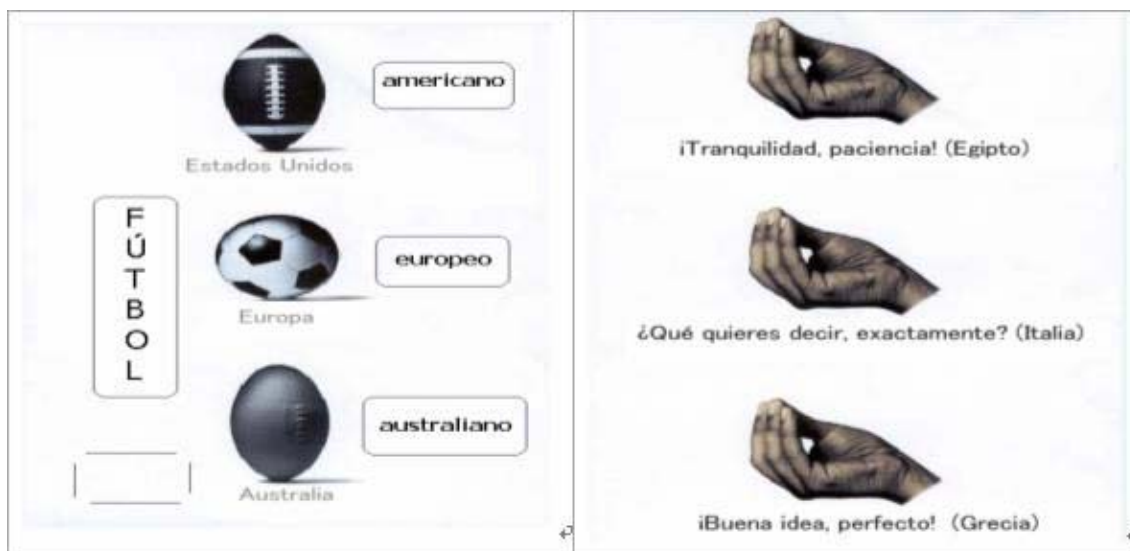 americano
Estados Unidos
FÚTBOL
europeo
Europa
australiano
Australia
¡Tranquilidad, paciencia! (Egipto)
¿Qué quieres decir, exactamente? (Italia)
¡Buena idea, perfecto! (Grecia)